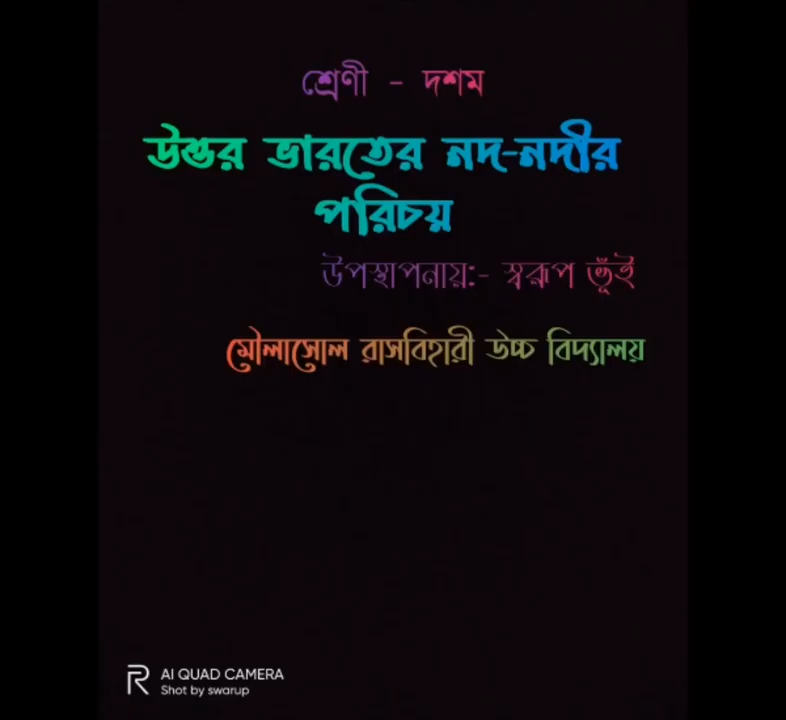 শ্রেণী - দশম
উত্তর ভারতের নদ-নদীর
পরিচয়
উপস্থাপনায়:- স্বরূপ ভূঁই
মৌলাসোল রাসবিহারী উচ্চ বিদ্যালয়
AI QUAD CAMERA
Shot by swarup